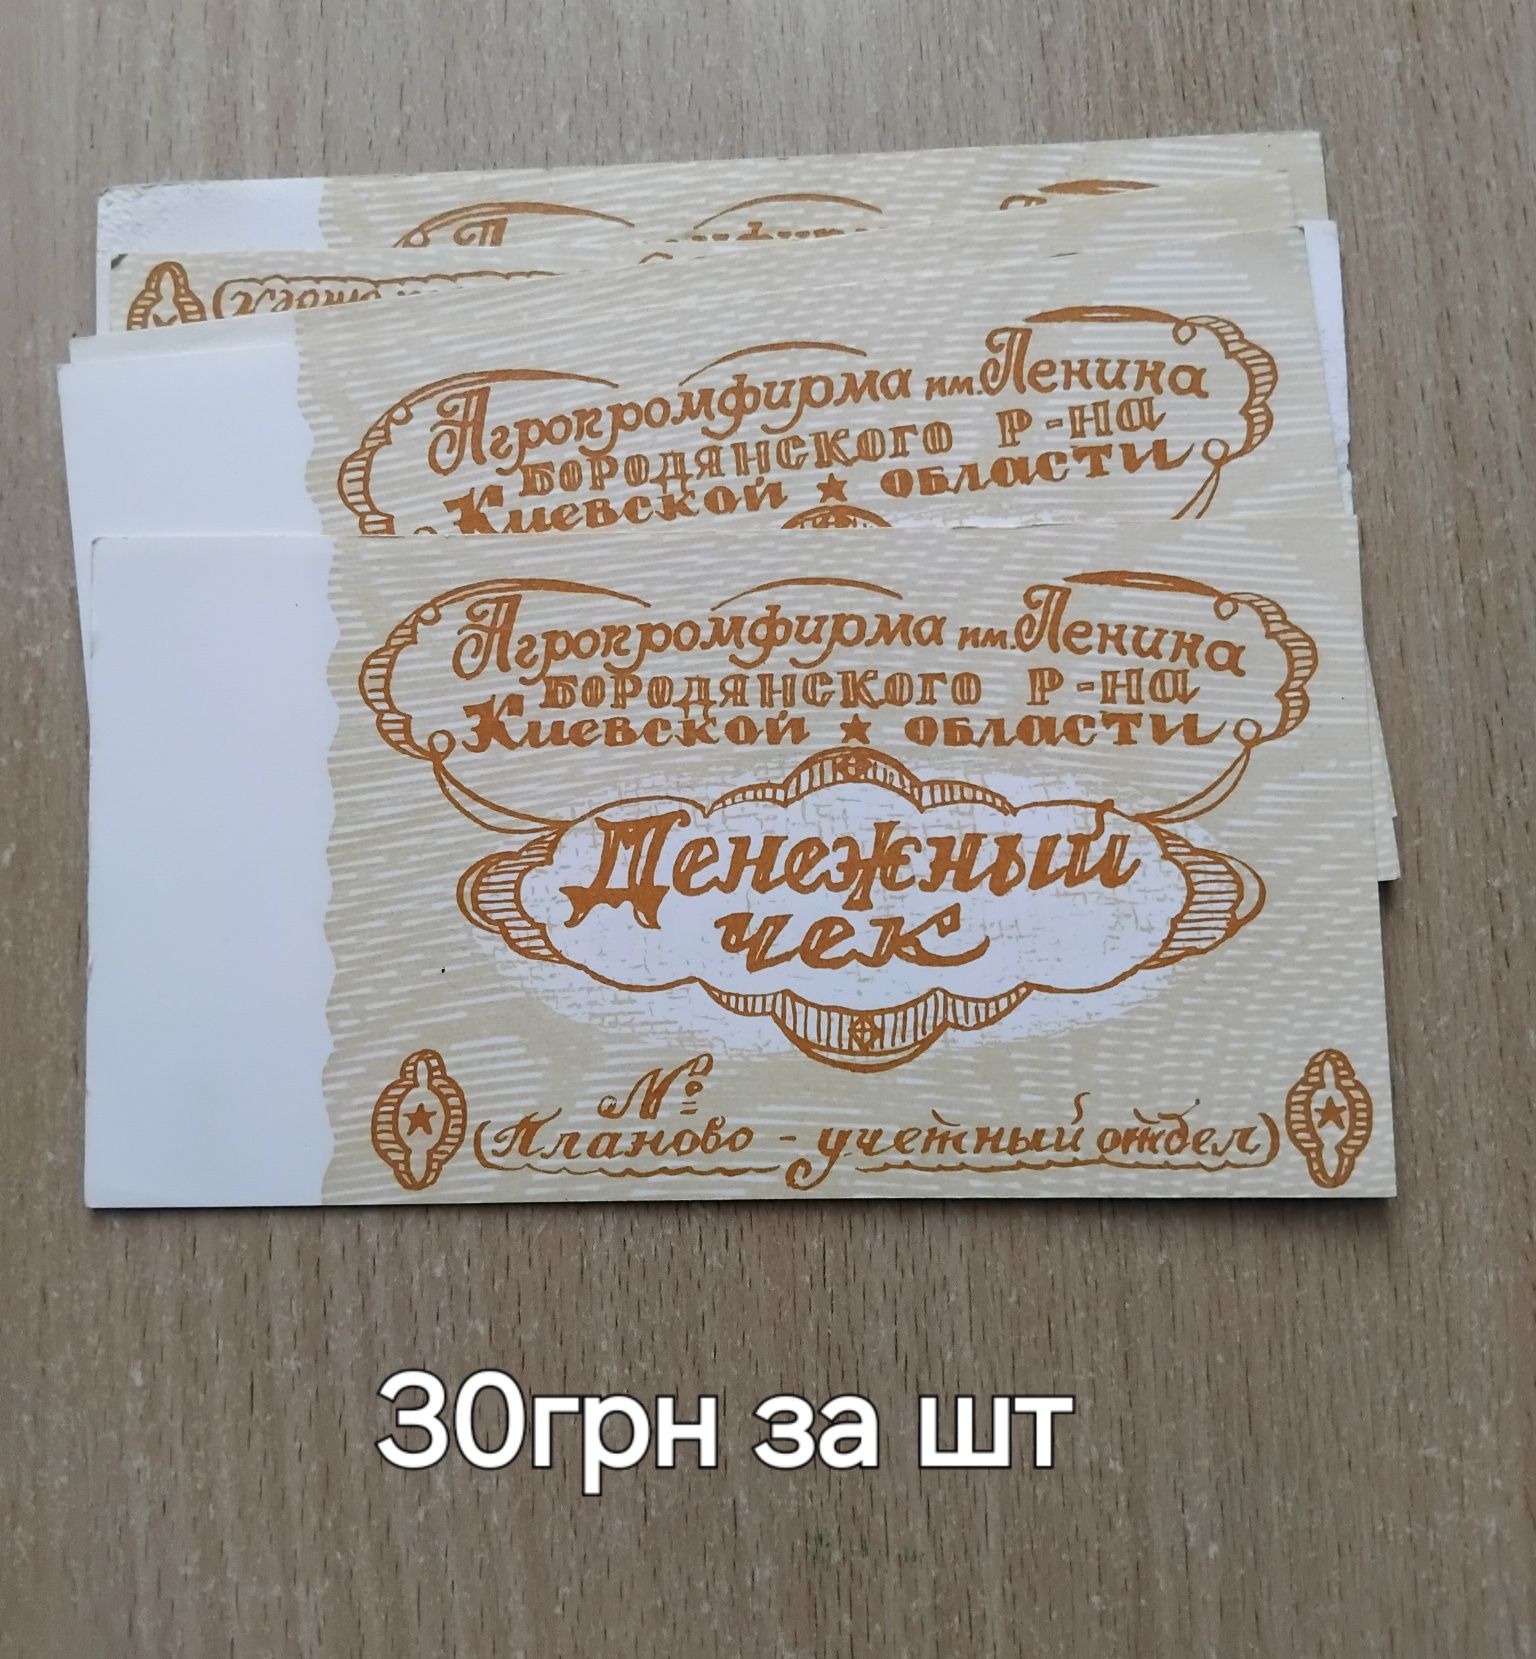 Агропромфирма им. Ленина
Бородянского р-на
Киевской ★ области
Агропромфирма им. Ленина
Бородянского р-на
Киевской ★ области
Денежный
чек
№
(Планово-учетный отдел)
30грн за шт